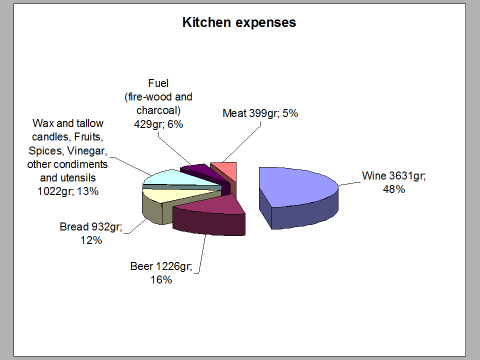 Kitchen expenses
Fuel
(fire-wood and
charcoal)
429gr; 6%
Meat 399gr; 5%
Wax and tallow
candles, Fruits,
Spices, Vinegar,
other condiments
and utensils
1022gr; 13%
Wine 3631gr;
48%
Bread 932gr;
12%
Beer 1226gr;
16%